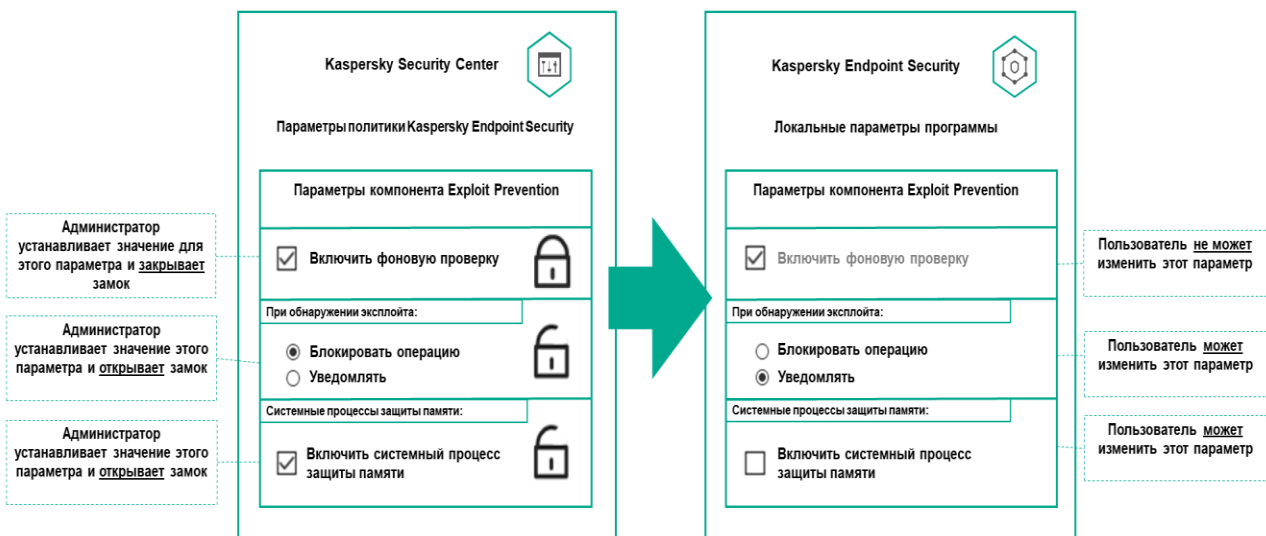 Kaspersky Security Center
Параметры политики Kaspersky Endpoint Security
Параметры компонента Exploit Prevention
Администратор
устанавливает значение для
этого параметра и закрывает
замок
Включить фоновую проверку
При обнаружении эксплойта:
Администратор
устанавливает значение этого
параметра и открывает замок
Блокировать операцию
Уведомлять
Системные процессы защиты памяти:
Администратор
устанавливает значение этого
параметра и открывает замок
Включить системный процесс
защиты памяти
Kaspersky Endpoint Security
Локальные параметры программы
Параметры компонента Exploit Prevention
Включить фоновую проверку
Пользователь не может
изменить этот параметр
При обнаружении эксплойта:
Блокировать операцию
Уведомлять
Пользователь может
изменить этот параметр
Системные процессы защиты памяти:
Включить системный процесс
защиты памяти
Пользователь может
изменить этот параметр